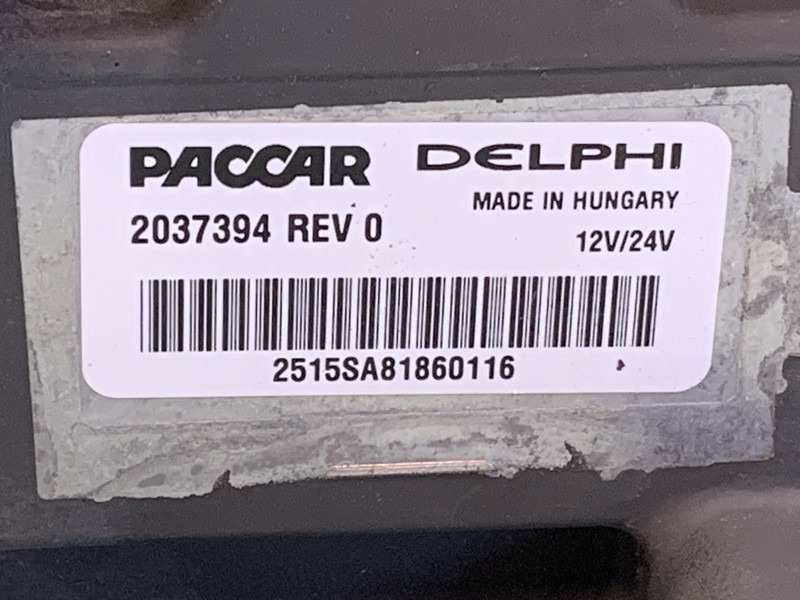 PACCAR DELPHI
MADE IN HUNGARY
2037394 REV 0
12V/24V
2515SA81860116